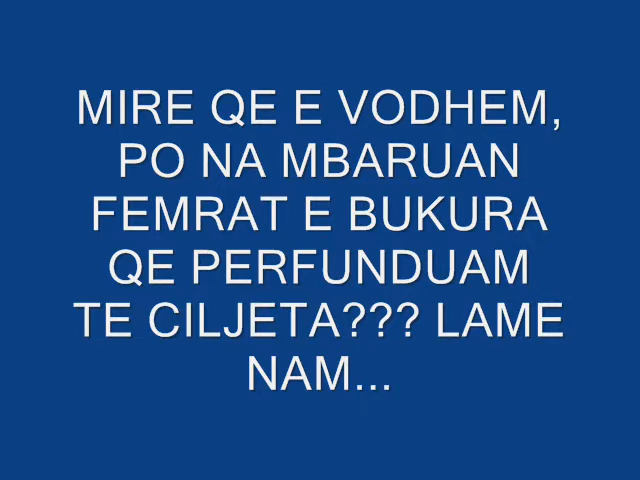 MIRE QE E VODHEM,
PO NA MBARUAN
FEMRAT E BUKURA
QE PERFUNDUAM
TE CILJETA??? LAME
NAM...